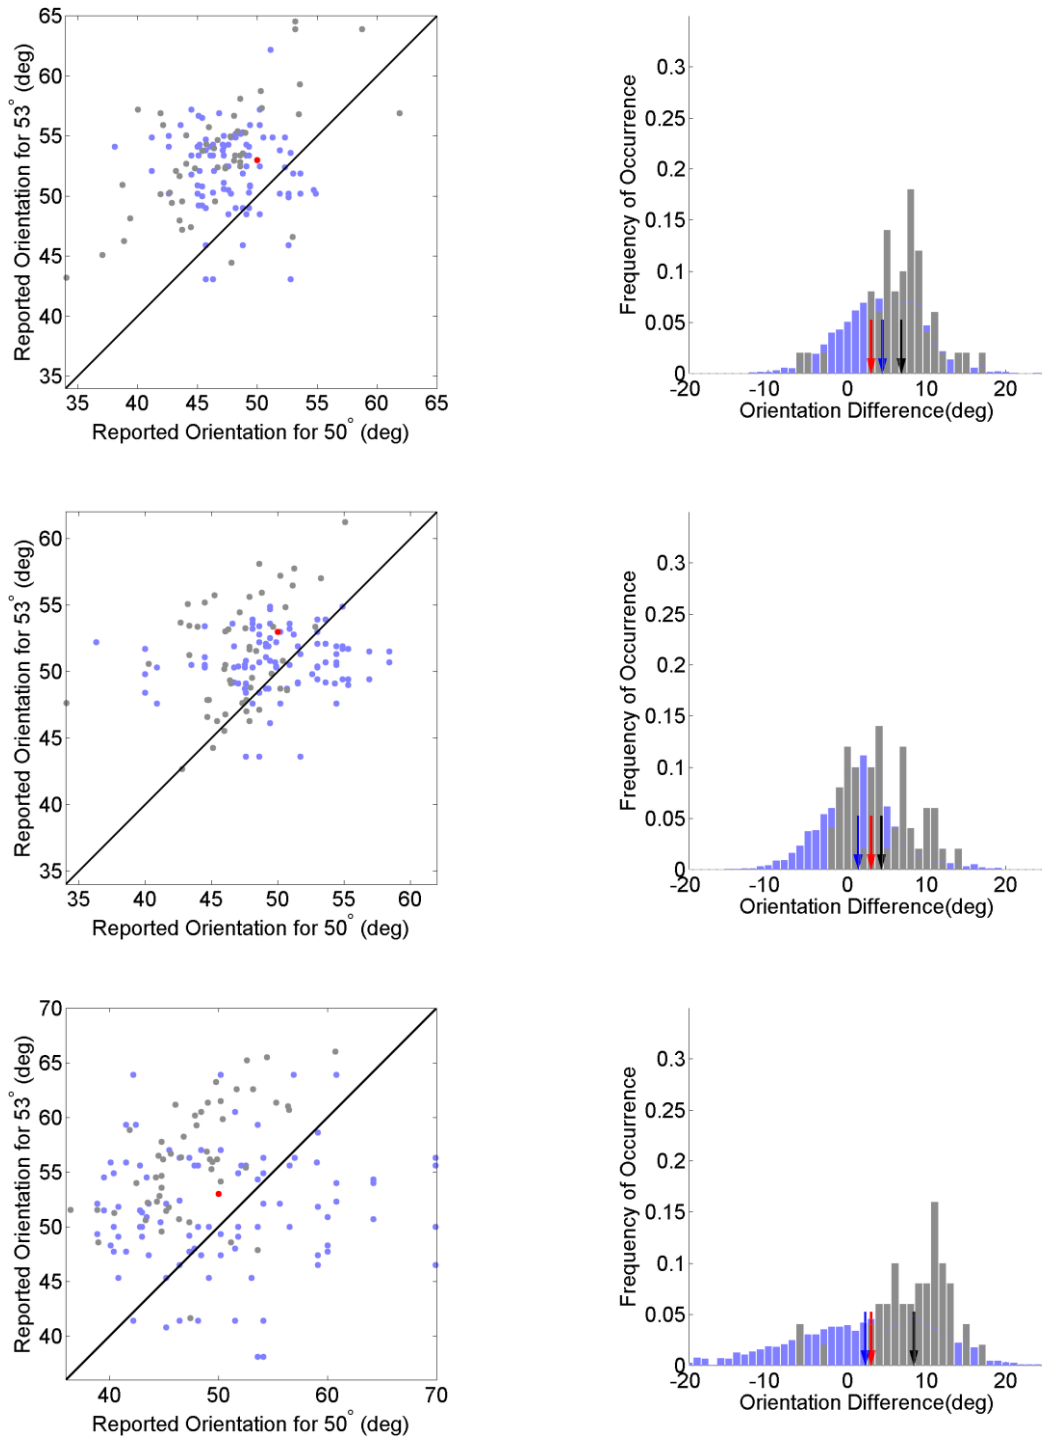 65
60
55
50
45
40
35
Reported Orientation for 53° (deg)
35 40 45 50 55 60 65
Reported Orientation for 50° (deg)
0.3
0.25
0.2
0.15
0.1
0.05
0
Frequency of Occurrence
-20 -10 0 10 20
Orientation Difference(deg)
60
55
50
45
40
35
Reported Orientation for 53° (deg)
35 40 45 50 55 60
Reported Orientation for 50° (deg)
0.3
0.25
0.2
0.15
0.1
0.05
0
Frequency of Occurrence
-20 -10 0 10 20
Orientation Difference(deg)
70
65
60
55
50
45
40
Reported Orientation for 53° (deg)
40 50 60 70
Reported Orientation for 50° (deg)
0.3
0.25
0.2
0.15
0.1
0.05
0
Frequency of Occurrence
-20 -10 0 10 20
Orientation Difference(deg)